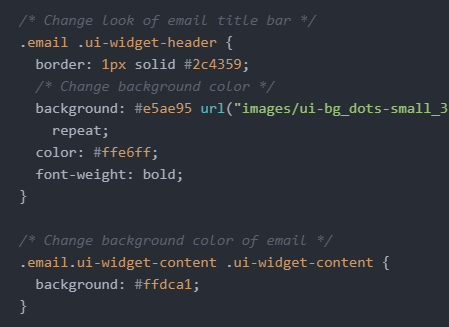 /* Change look of email title bar */
.email .ui-widget-header {
  border: 1px solid #2c4359;
  /* Change background color */
  background: #e5ae95 url("images/ui-bg_dots-small_3
    repeat;
  color: #ffe6ff;
  font-weight: bold;
}

/* Change background color of email */
.email.ui-widget-content .ui-widget-content {
  background: #ffdca1;
}